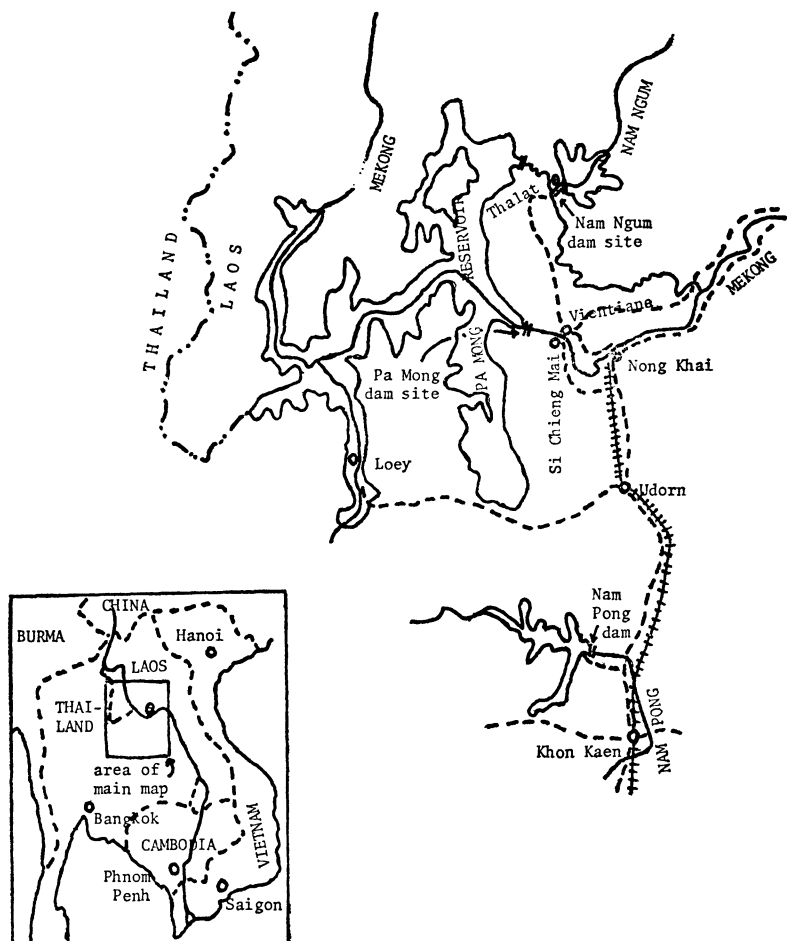 MEKONG
NAM NGUM
THAILAND
LAOS
RESERVOIR
Thalat
Nam Ngum
dam site
MEKONG
Vientiane
Pa Mong
dam site
PA MONG
Si Chieng Mai
Nong Khai
Loey
Udorn
Nam
Pong
dam
Khon Kaen
NAM PONG
CHINA
BURMA
Hanoi
LAOS
THAI-
LAND
area of
main map
Bangkok
VIETNAM
CAMBODIA
Phnom
Penh
Saigon